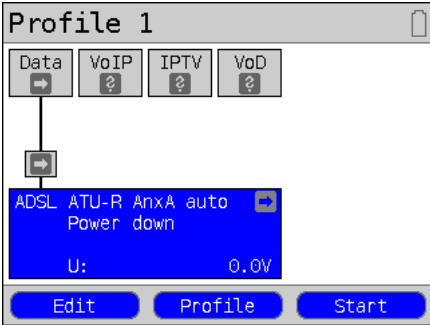 Profile 1
Data VoIP IPTV VoD
? ? ?
ADSL ATU-R AnxA auto
Power down
U: 0.0V
Edit Profile Start